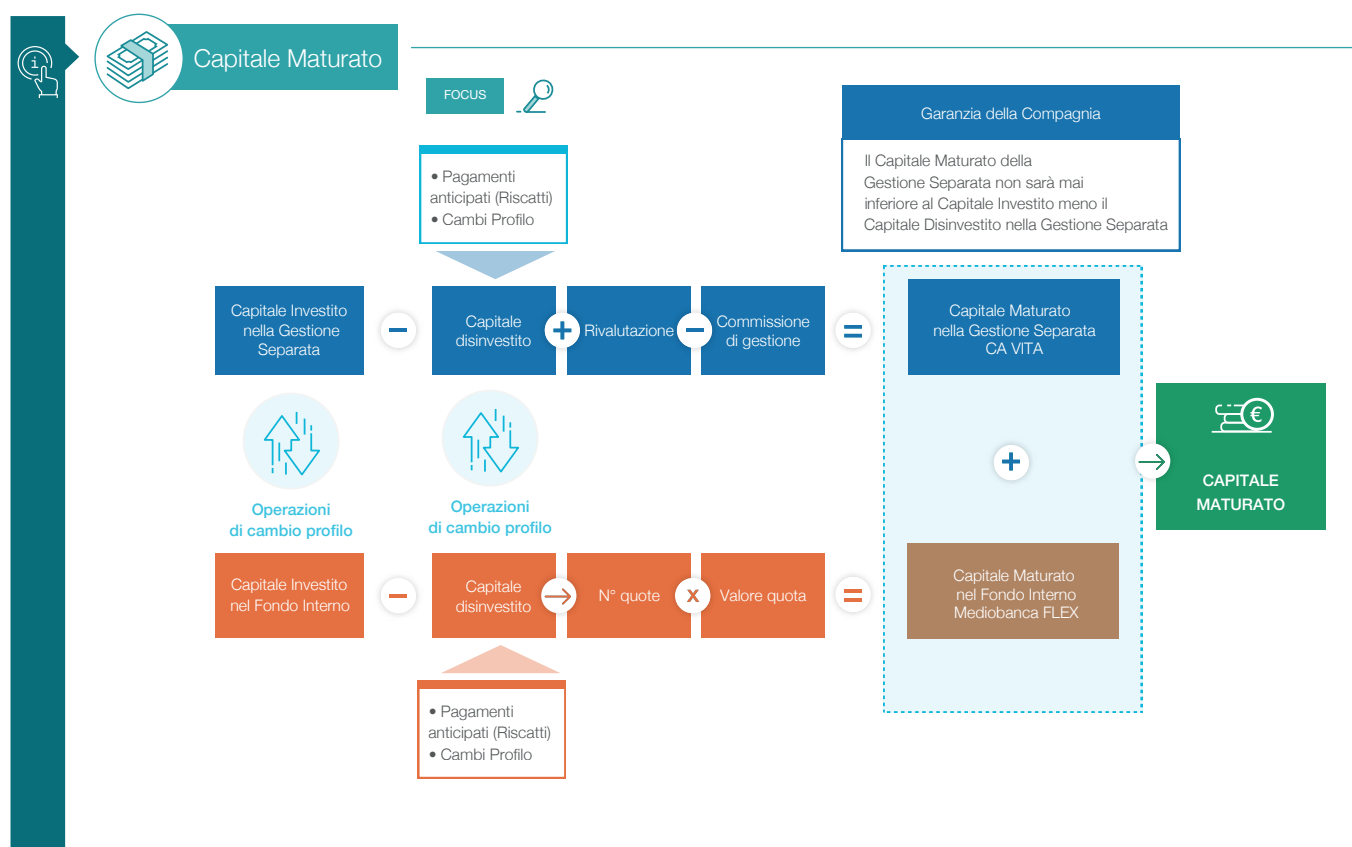 i
Capitale Maturato
FOCUS
Garanzia della Compagnia
Il Capitale Maturato della
Gestione Separata non sarà mai
inferiore al Capitale Investito meno il
Capitale Disinvestito nella Gestione Separata
• Pagamenti
anticipati (Riscatti)
• Cambi Profilo
Capitale Investito
nella Gestione
Separata
−
Capitale
disinvestito
+
Rivalutazione
−
Commissione
di gestione
=
Capitale Maturato
nella Gestione Separata
CA VITA
Operazioni
di cambio profilo
Operazioni
di cambio profilo
+
→
€
CAPITALE
MATURATO
Capitale Investito
nel Fondo Interno
−
Capitale
disinvestito
→
N° quote
x
Valore quota
=
Capitale Maturato
nel Fondo Interno
Mediobanca FLEX
• Pagamenti
anticipati (Riscatti)
• Cambi Profilo